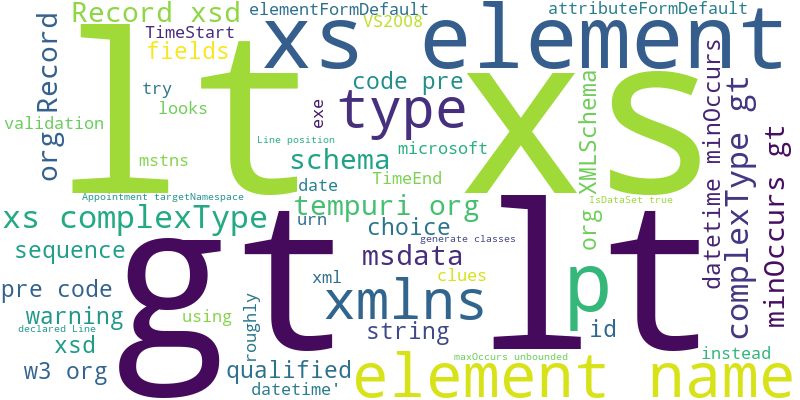 Record xsd
elementFormDefault
attributeFormDefault
TimeStart
VS2008
xs element
fields
org Record
lt
xs
code pre
try
looks
exe
type
validation
Line position
microsoft
XMLSchema org
minOccurs datetime
complexType gt
minOccurs gt
mstns
schema
date
TimeEnd
Appointment targetNamespace
tempuri org
IsDataSet true
xs complexType
urn
choice
generate classes
gt
lt
sequence
msdata
p
pre code
xml
clues
xmlns
warning
using
roughly
declared Line
string
id
xsd
maxOccurs unbounded
instead
w3 org
qualified
datetime'
element name